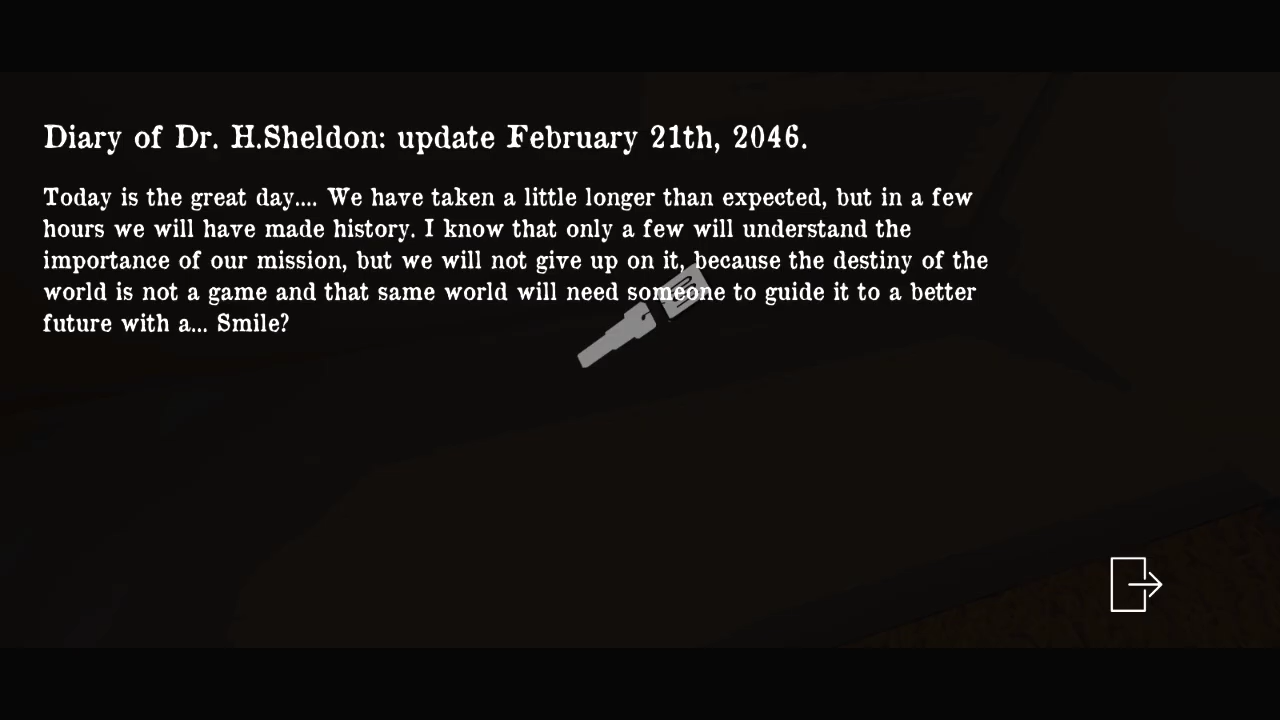 Diary of Dr. H.Sheldon: update February 21th, 2046.
Today is the great day.... We have taken a little longer than expected, but in a few
hours we will have made history. I know that only a few will understand the
importance of our mission, but we will not give up on it, because the destiny of the
world is not a game and that same world will need someone to guide it to a better
future with a... Smile?